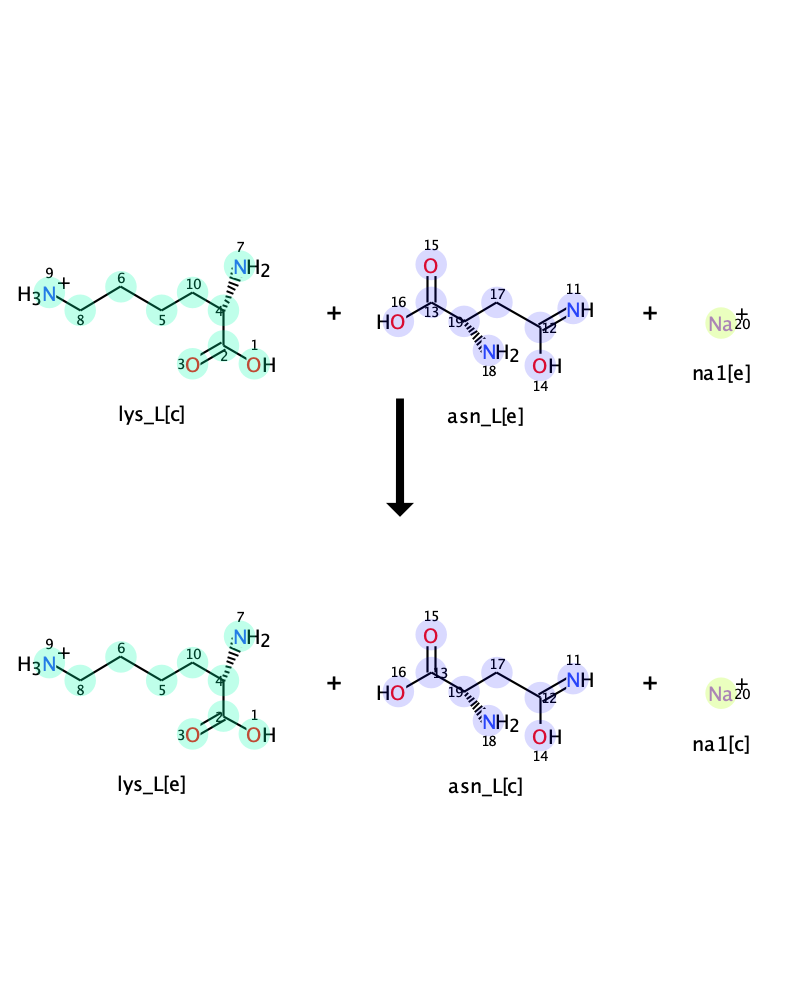 9 H3N + 6 8 5 10 4 7 NH2 2 3 O 1 OH
+
15 O 16 HO 13 19 17 18 NH2 12 11 NH 14 OH
+
Na + 20
lys_L[c]
asn_L[e]
na1[e]
9 H3N + 6 8 5 10 4 7 NH2 2 3 O 1 OH
+
15 O 16 HO 13 19 17 18 NH2 12 11 NH 14 OH
+
Na + 20
lys_L[e]
asn_L[c]
na1[c]